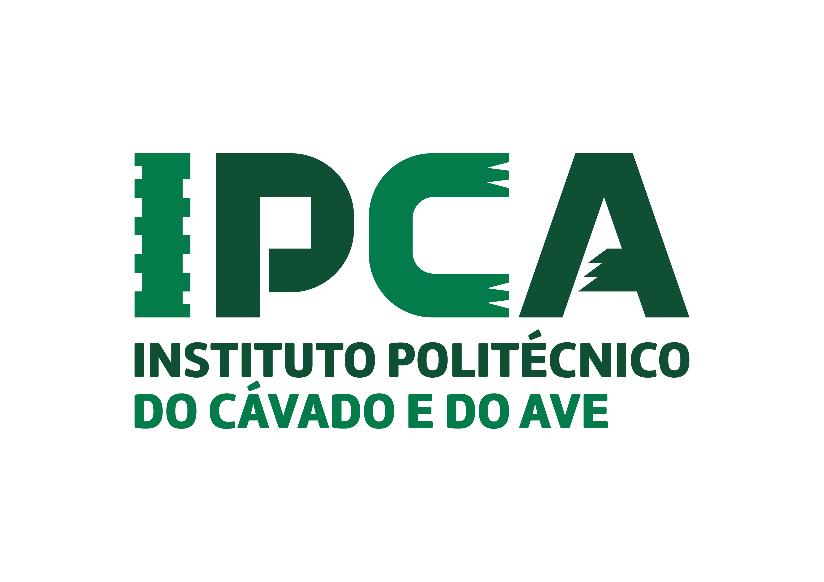 IPCA
INSTITUTO POLITÉCNICO
DO CÁVADO E DO AVE